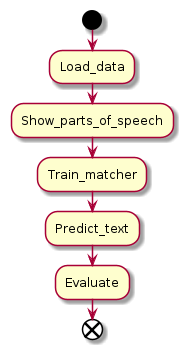 Load_data
Show_parts_of_speech
Train_matcher
Predict_text
Evaluate